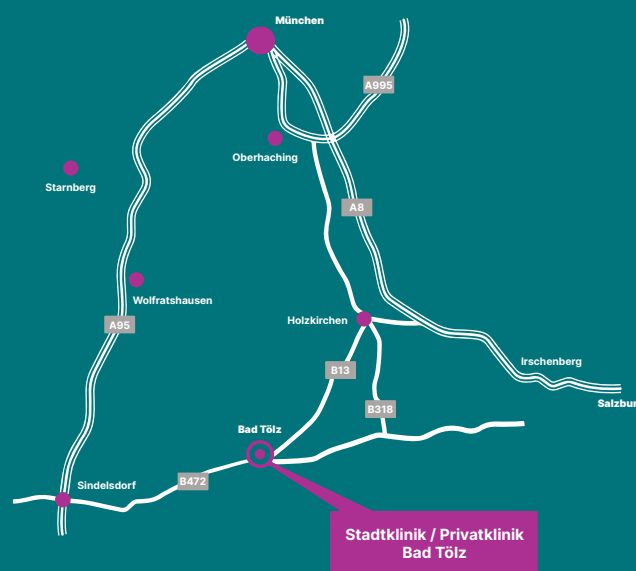 München
A995
Oberhaching
Starnberg
A8
Wolfratshausen
Holzkirchen
A95
Irschenberg
B13
Salzbur
B318
Bad Tölz
B472
Sindelsdorf
Stadtklinik / Privatklinik
Bad Tölz